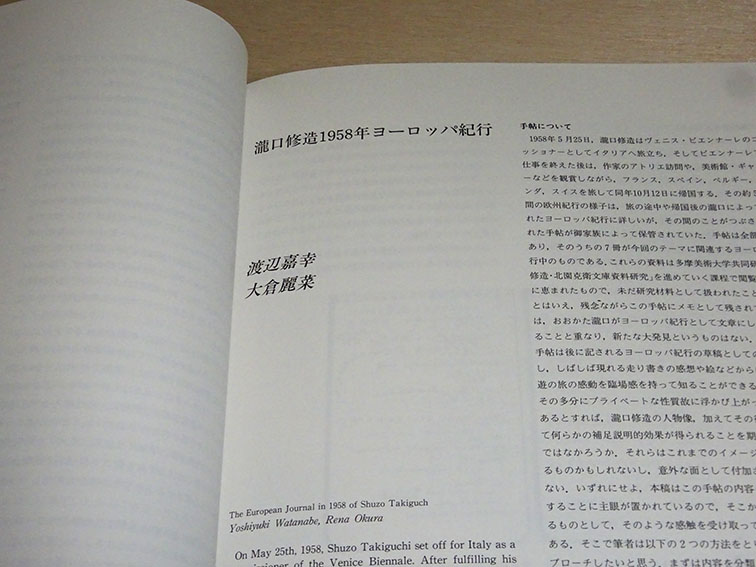 瀧口修造1958年ヨーロッパ紀行
渡辺嘉幸
大倉麗菜
The European Journal in 1958 of Shuzo Takiguch
Yoshiyuki Watanabe, Rena Okura
On May 25th, 1958, Shuzo Takiguchi set off for Italy as a
of the Venice Biennale. After fulfilling his
手帖について
1958年5月25日，瀧口修造はヴェニス・ビエンナーレのコ
ッショナーとしてイタリアへ旅立ち，そしてビエンナーレ
仕事を終えた後は，作家のアトリエ訪問や，美術館・ギャ
ーなどを観賞しながら，フランス，スペイン，ベルギー，
ンダ，スイスを旅して同年10月12日に帰国する．その約
間の欧州紀行の様子は，旅の途中や帰国後の瀧口によっ
れたヨーロッパ紀行に詳しいが，その間のことがつぶさ
れた手帖が御家族によって保管されていた．手帖は全部
あり，そのうちの7冊が今回のテーマに関連するヨーロ
行中のものである．これらの資料は多摩美術大学共同研
修造・北園克衛文庫資料研究』を進めていく課程で閲覧
に恵まれたもので，未だ研究材料として扱われたこと
とはいえ，残念ながらこの手帖にメモとして残されて
は，おおかた瀧口がヨーロッパ紀行として文章にし
ることと重なり，新たな大発見というものはない．
手帖は後に記されるヨーロッパ紀行の草稿としての
し，しばしば現れる走り書きの感想や絵などから
遊の旅の感動を臨場感を持って知ることができる
その多分にプライベートな性質故に浮かび上がー
あるとすれば，瀧口修造の人物像，加えてその
て何らかの補足説明的効果が得られることを期
ではなかろうか．それらはこれまでのイメージ
るものかもしれないし，意外な面として付加さ
ない．いずれにせよ，本稿はこの手帖の内容
することに主眼が置かれているので，そこか
るものとして，そのような感触を受け取って
ある．そこで筆者は以下の2つの方法をと
プローチしたいと思う．まずは内容を分類